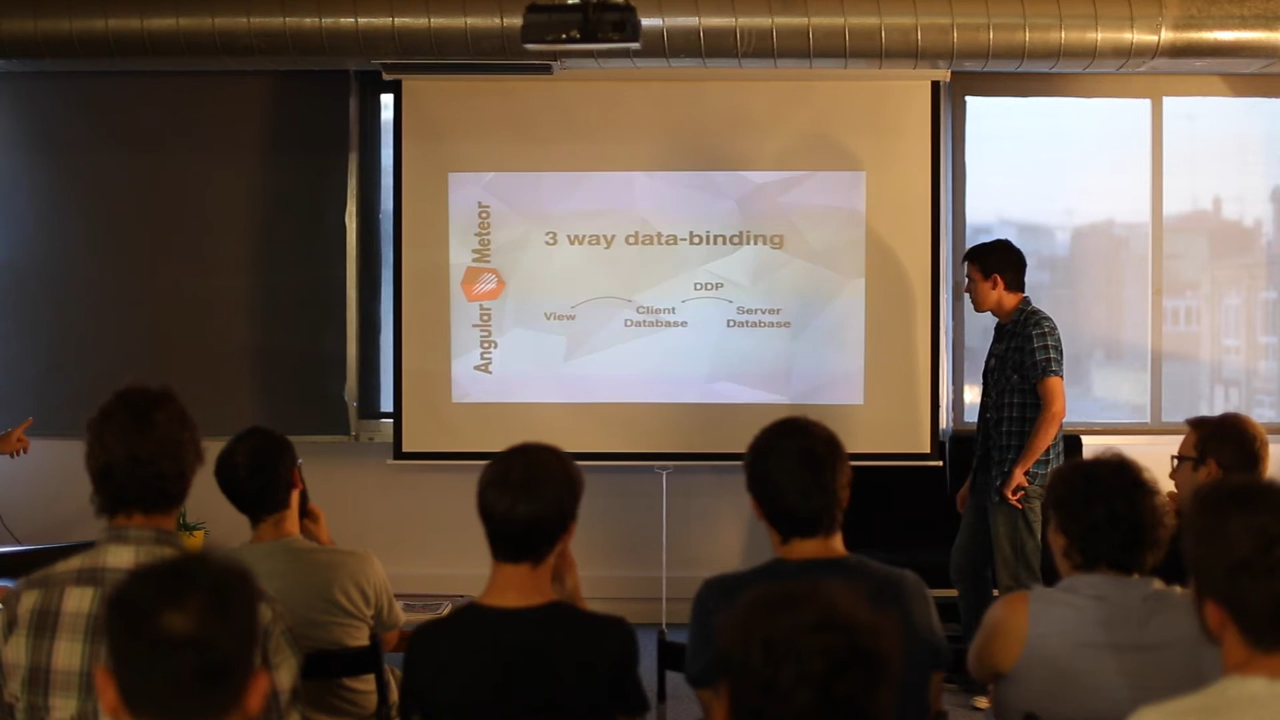 Angular Meteor
3 way data-binding
DDP
View
Client
Database
Server
Database